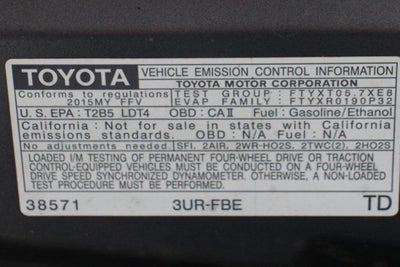 TOYOTA VEHICLE EMISSION CONTROL INFORMATION
TOYOTA MOTOR CORPORATION
Conforms to regulations TEST GROUP : FTYXT05.7XE8
2015MY FFV EVAP FAMILY : FTYXR0190P32
U.S. EPA : T2B5 LDT4 OBD : CAII Fuel : Gasoline/Ethanol
California : Not for sale in states with California
emissions standards. OBD : N/A Fuel : N/A
No adjustments needed. SFI, 2AIR, 2WR-HO2S, 2TWC(2), 2HO2S
LOADED I/M TESTING OF PERMANENT FOUR-WHEEL DRIVE OR TRACTION
CONTROL-EQUIPPED VEHICLES MUST BE CONDUCTED ON A FOUR-WHEEL
DRIVE SPEED SYNCHRONIZED DYNAMOMETER. OTHERWISE, A NON-LOADED
TEST PROCEDURE MUST BE PERFORMED.
38571 3UR-FBE TD